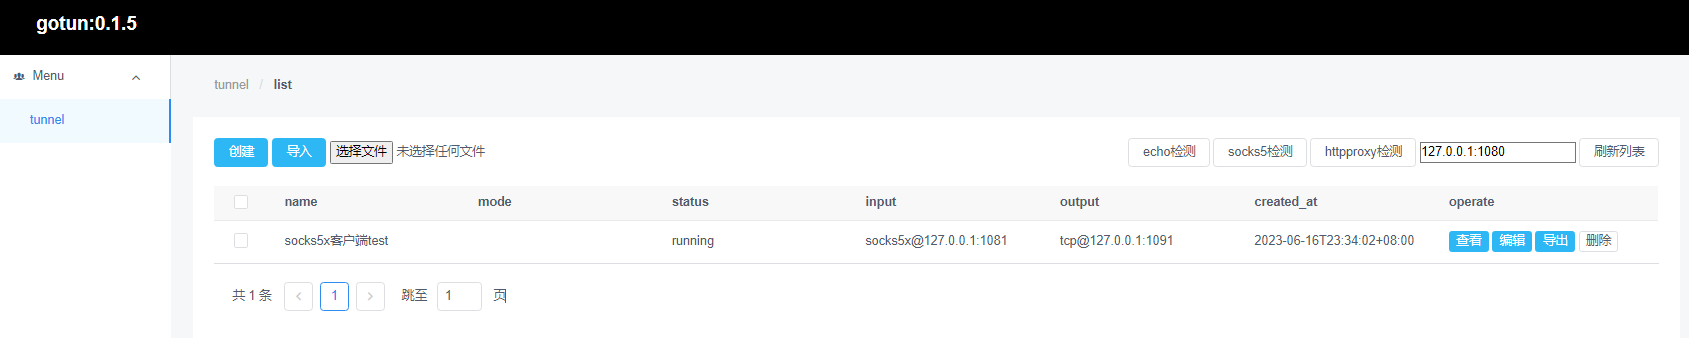 gotun:0.1.5
Menu
tunnel / list
tunnel
创建 导入 选择文件 未选择任何文件 echo检测 socks5检测 httpproxy检测 127.0.0.1:1080 刷新列表
name mode status input output created_at operate
socks5x客户端test running socks5x@127.0.0.1:1081 tcp@127.0.0.1:1091 2023-06-16T23:34:02+08:00 查看 编辑 导出 删除
共 1 条 1 跳至 1 页